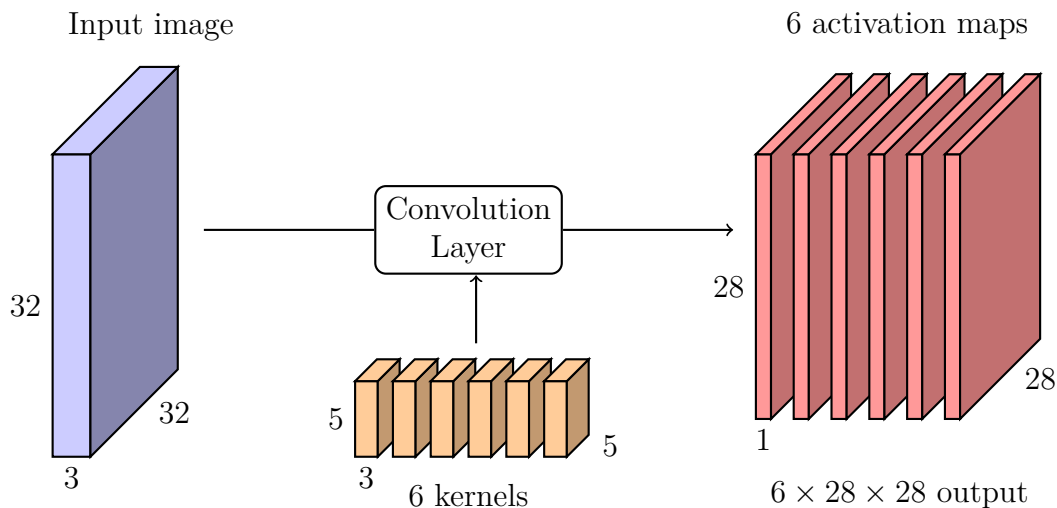 Input image
6 activation maps
Convolution
Layer
32
32
3
5
5
3
6 kernels
28
28
1
6 × 28 × 28 output